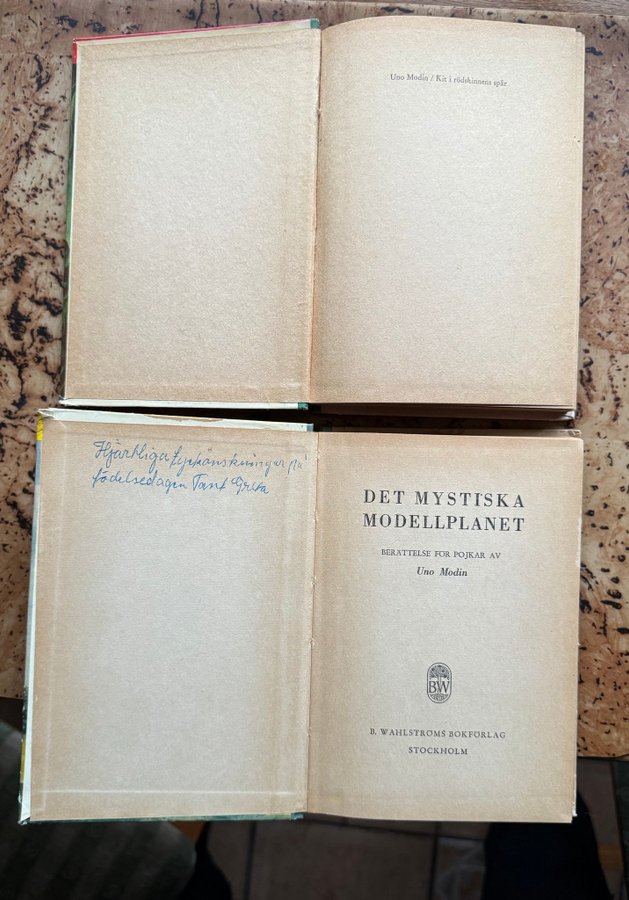 Uno Modin / Kit i rödskinnens spår
Hjärtliga lyckönskningar på
födelsedagen Tant Greta
DET MYSTISKA
MODELLPLANET
BERÄTTELSE FÖR POJKAR AV
Uno Modin
BW
B. WAHLSTRÖMS BOKFÖRLAG
STOCKHOLM